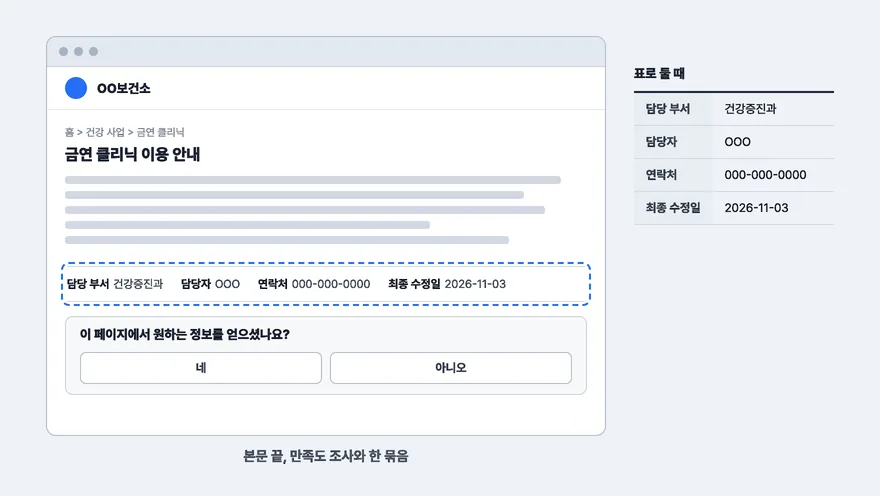 OO보건소
홈 > 건강 사업 > 금연 클리닉
금연 클리닉 이용 안내
담당 부서 건강증진과 담당자 OOO 연락처 000-000-0000 최종 수정일 2026-11-03
이 페이지에서 원하는 정보를 얻으셨나요?
네 아니오
본문 끝, 만족도 조사와 한 묶음
표로 둘 때
담당 부서 건강증진과
담당자 OOO
연락처 000-000-0000
최종 수정일 2026-11-03